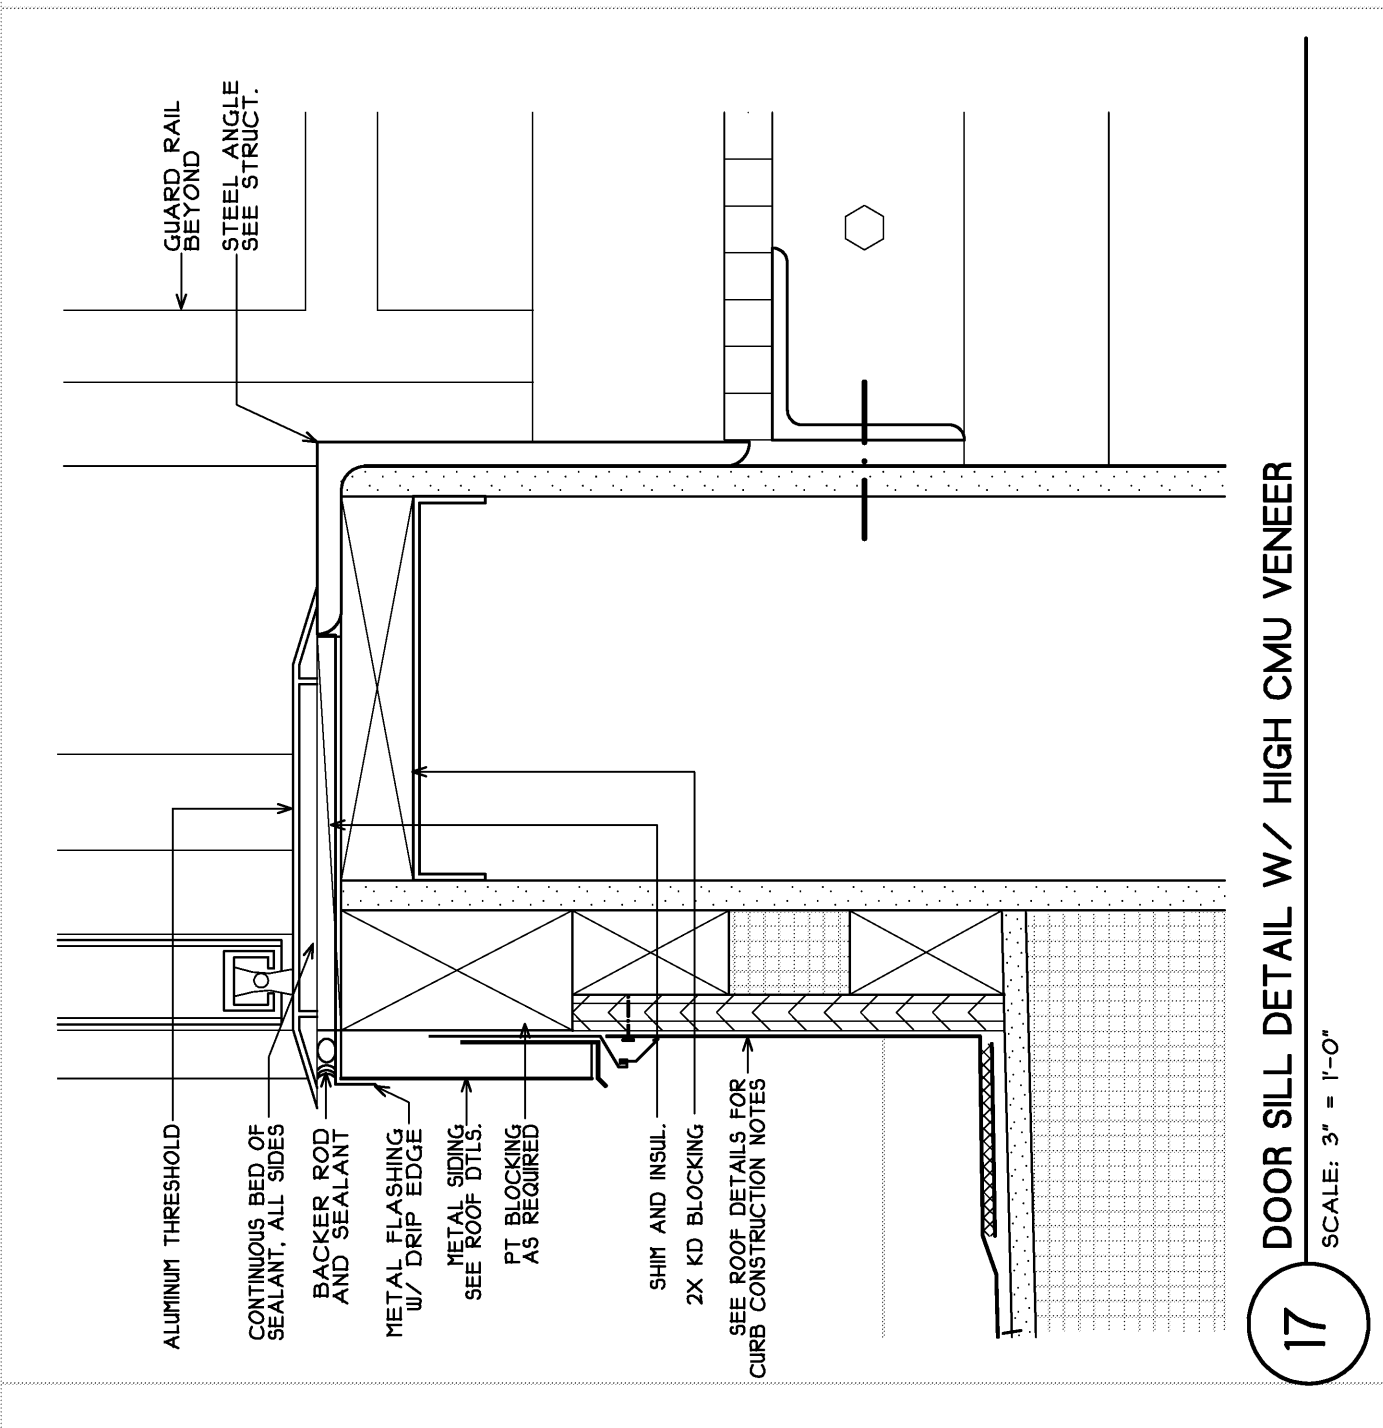 GUARD RAIL
BEYOND
STEEL ANGLE
SEE STRUCT.
ALUMINUM THRESHOLD
CONTINUOUS BED OF
SEALANT, ALL SIDES
BACKER ROD
AND SEALANT
METAL FLASHING
W/ DRIP EDGE
METAL SIDING
SEE ROOF DTLS.
PT BLOCKING
AS REQUIRED
SHIM AND INSUL.
2X KD BLOCKING
SEE ROOF DETAILS FOR
CURB CONSTRUCTION NOTES
17
DOOR SILL DETAIL W/ HIGH CMU VENEER
SCALE: 3" = 1'-0"